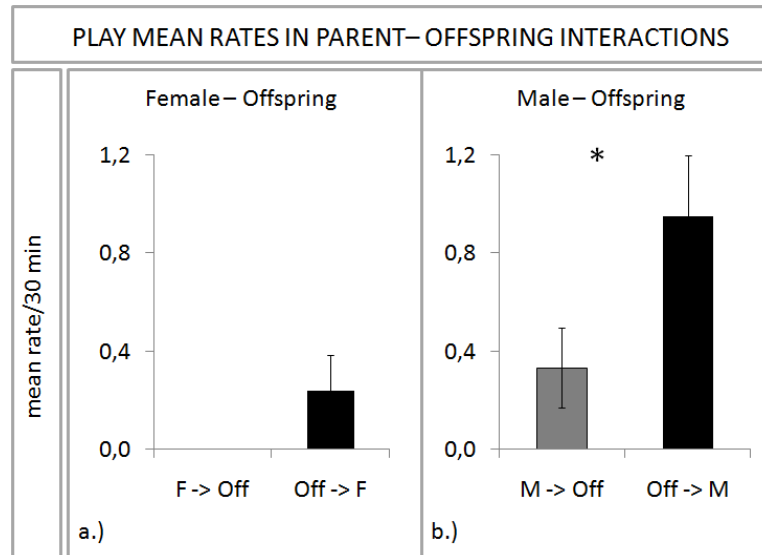 PLAY MEAN RATES IN PARENT– OFFSPRING INTERACTIONS
mean rate/30 min
Female – Offspring
1,2
0,8
0,4
0,0
F -> Off Off -> F
a.)
Male – Offspring
1,2
*
0,8
0,4
0,0
M -> Off Off -> M
b.)